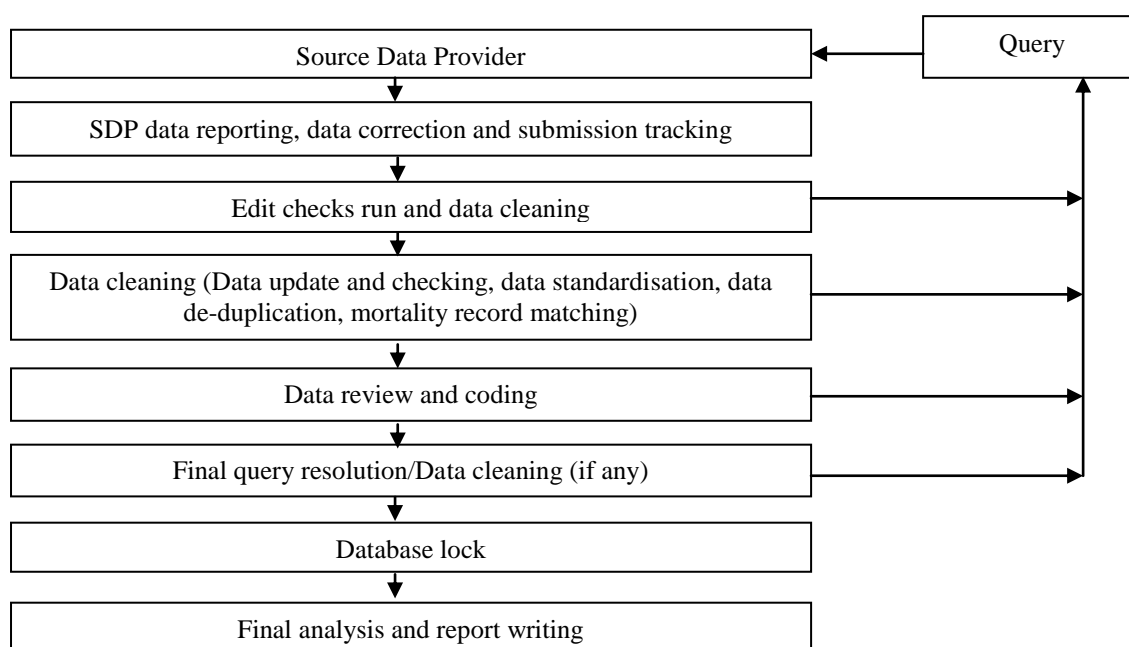 Source Data Provider
Query
SDP data reporting, data correction and submission tracking
Edit checks run and data cleaning
Data cleaning (Data update and checking, data standardisation, data
de-duplication, mortality record matching)
Data review and coding
Final query resolution/Data cleaning (if any)
Database lock
Final analysis and report writing